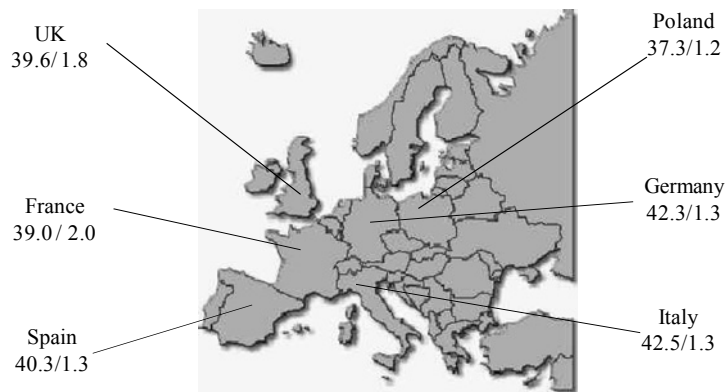 UK
39.6/ 1.8
Poland
37.3/1.2
France
39.0 / 2.0
Germany
42.3/1.3
Spain
40.3/1.3
Italy
42.5/1.3